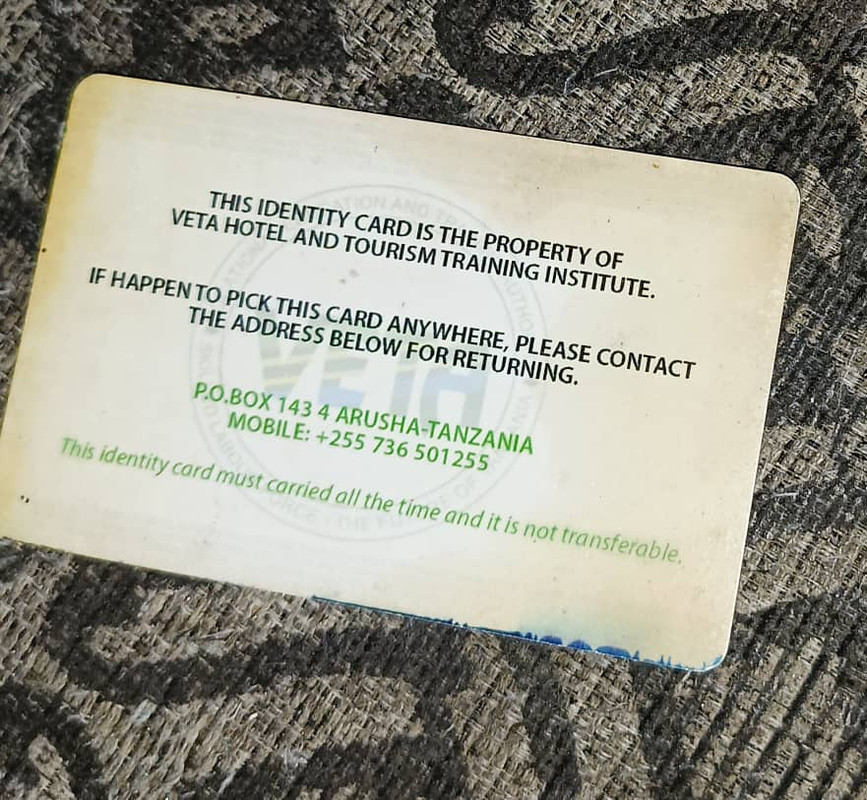 THIS IDENTITY CARD IS THE PROPERTY OF
VETA HOTEL AND TOURISM TRAINING INSTITUTE.
IF HAPPEN TO PICK THIS CARD ANYWHERE, PLEASE CONTACT
THE ADDRESS BELOW FOR RETURNING.
VETA
P.O.BOX 143 4 ARUSHA-TANZANIA
MOBILE: +255 736 501255
This identity card must carried all the time and it is not transferable.